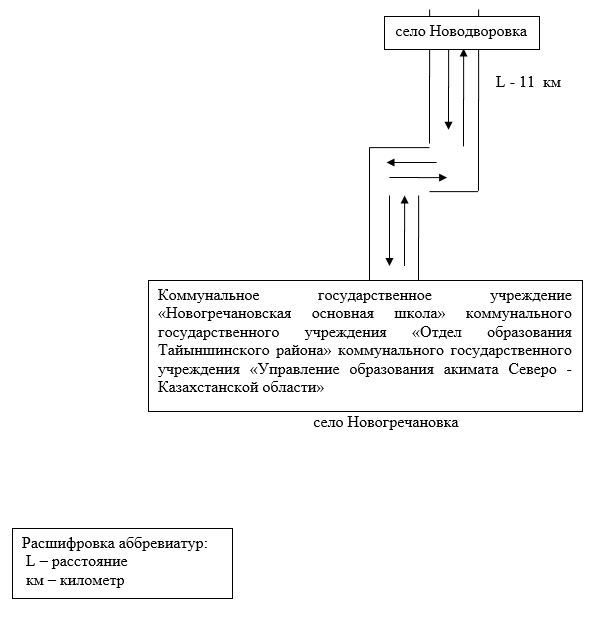 село Новодворовка
L - 11 км
Коммунальное государственное учреждение
«Новогречановская основная школа» коммунального
государственного учреждения «Отдел образования
Тайыншинского района» коммунального государственного
учреждения «Управление образования акимата Северо -
Казахстанской области»
село Новогречановка
Расшифровка аббревиатур:
L – расстояние
км – километр